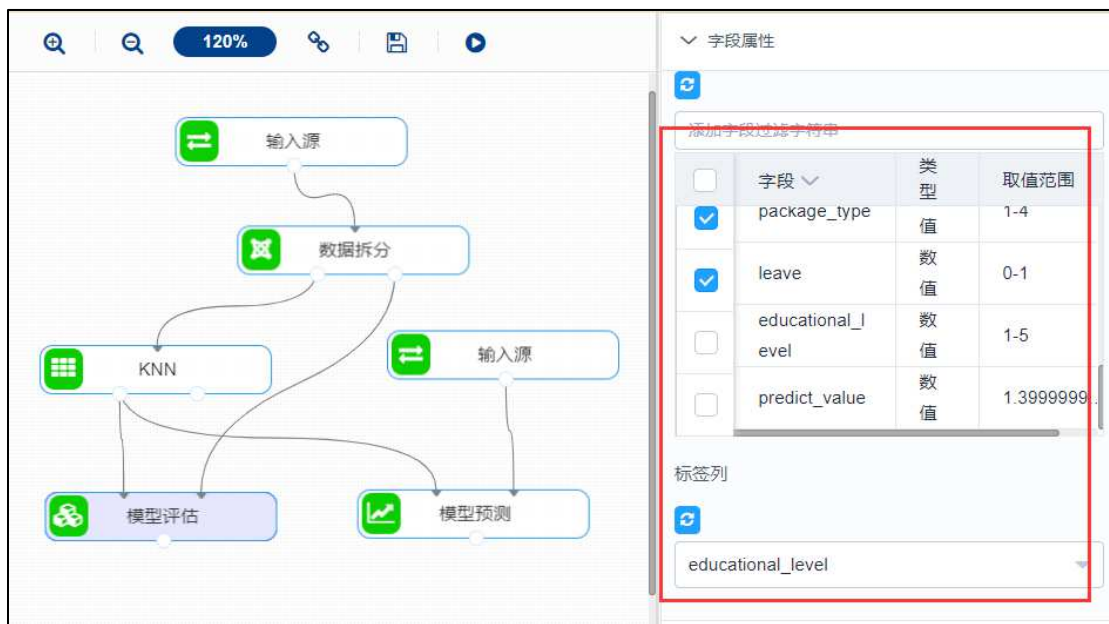 120%
输入源
数据拆分
KNN
输入源
模型评估
模型预测
字段属性
添加字段过滤字符串
字段
类
型
取值范围
package_type
值
1-4
leave
数
值
0-1
educational_l
evel
数
值
1-5
predict_value
数
值
1.3999999
标签列
educational_level